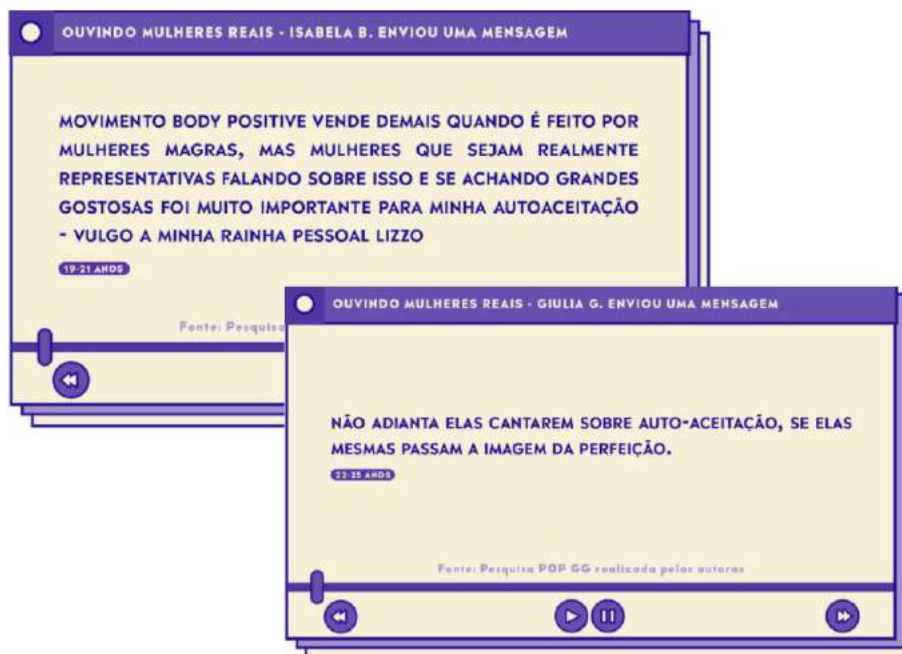 OUVINDO MULHERES REAIS - ISABELA B. ENVIOU UMA MENSAGEM
MOVIMENTO BODY POSITIVE VENDE DEMAIS QUANDO É FEITO POR
MULHERES MAGRAS, MAS MULHERES QUE SEJAM REALMENTE
REPRESENTATIVAS FALANDO SOBRE ISSO E SE ACHANDO GRANDES
GOSTOSAS FOI MUITO IMPORTANTE PARA MINHA AUTOACEITAÇÃO
- VULGO A MINHA RAINHA PESSOAL LIZZO
19-21 ANOS
Fonte: Pesquisa
OUVINDO MULHERES REAIS - GIULIA G. ENVIOU UMA MENSAGEM
NÃO ADIANTA ELAS CANTAREM SOBRE AUTO-ACEITAÇÃO, SE ELAS
MESMAS PASSAM A IMAGEM DA PERFEIÇÃO.
22-25 ANOS
Fonte: Pesquisa POP GG realizada pelas autoras